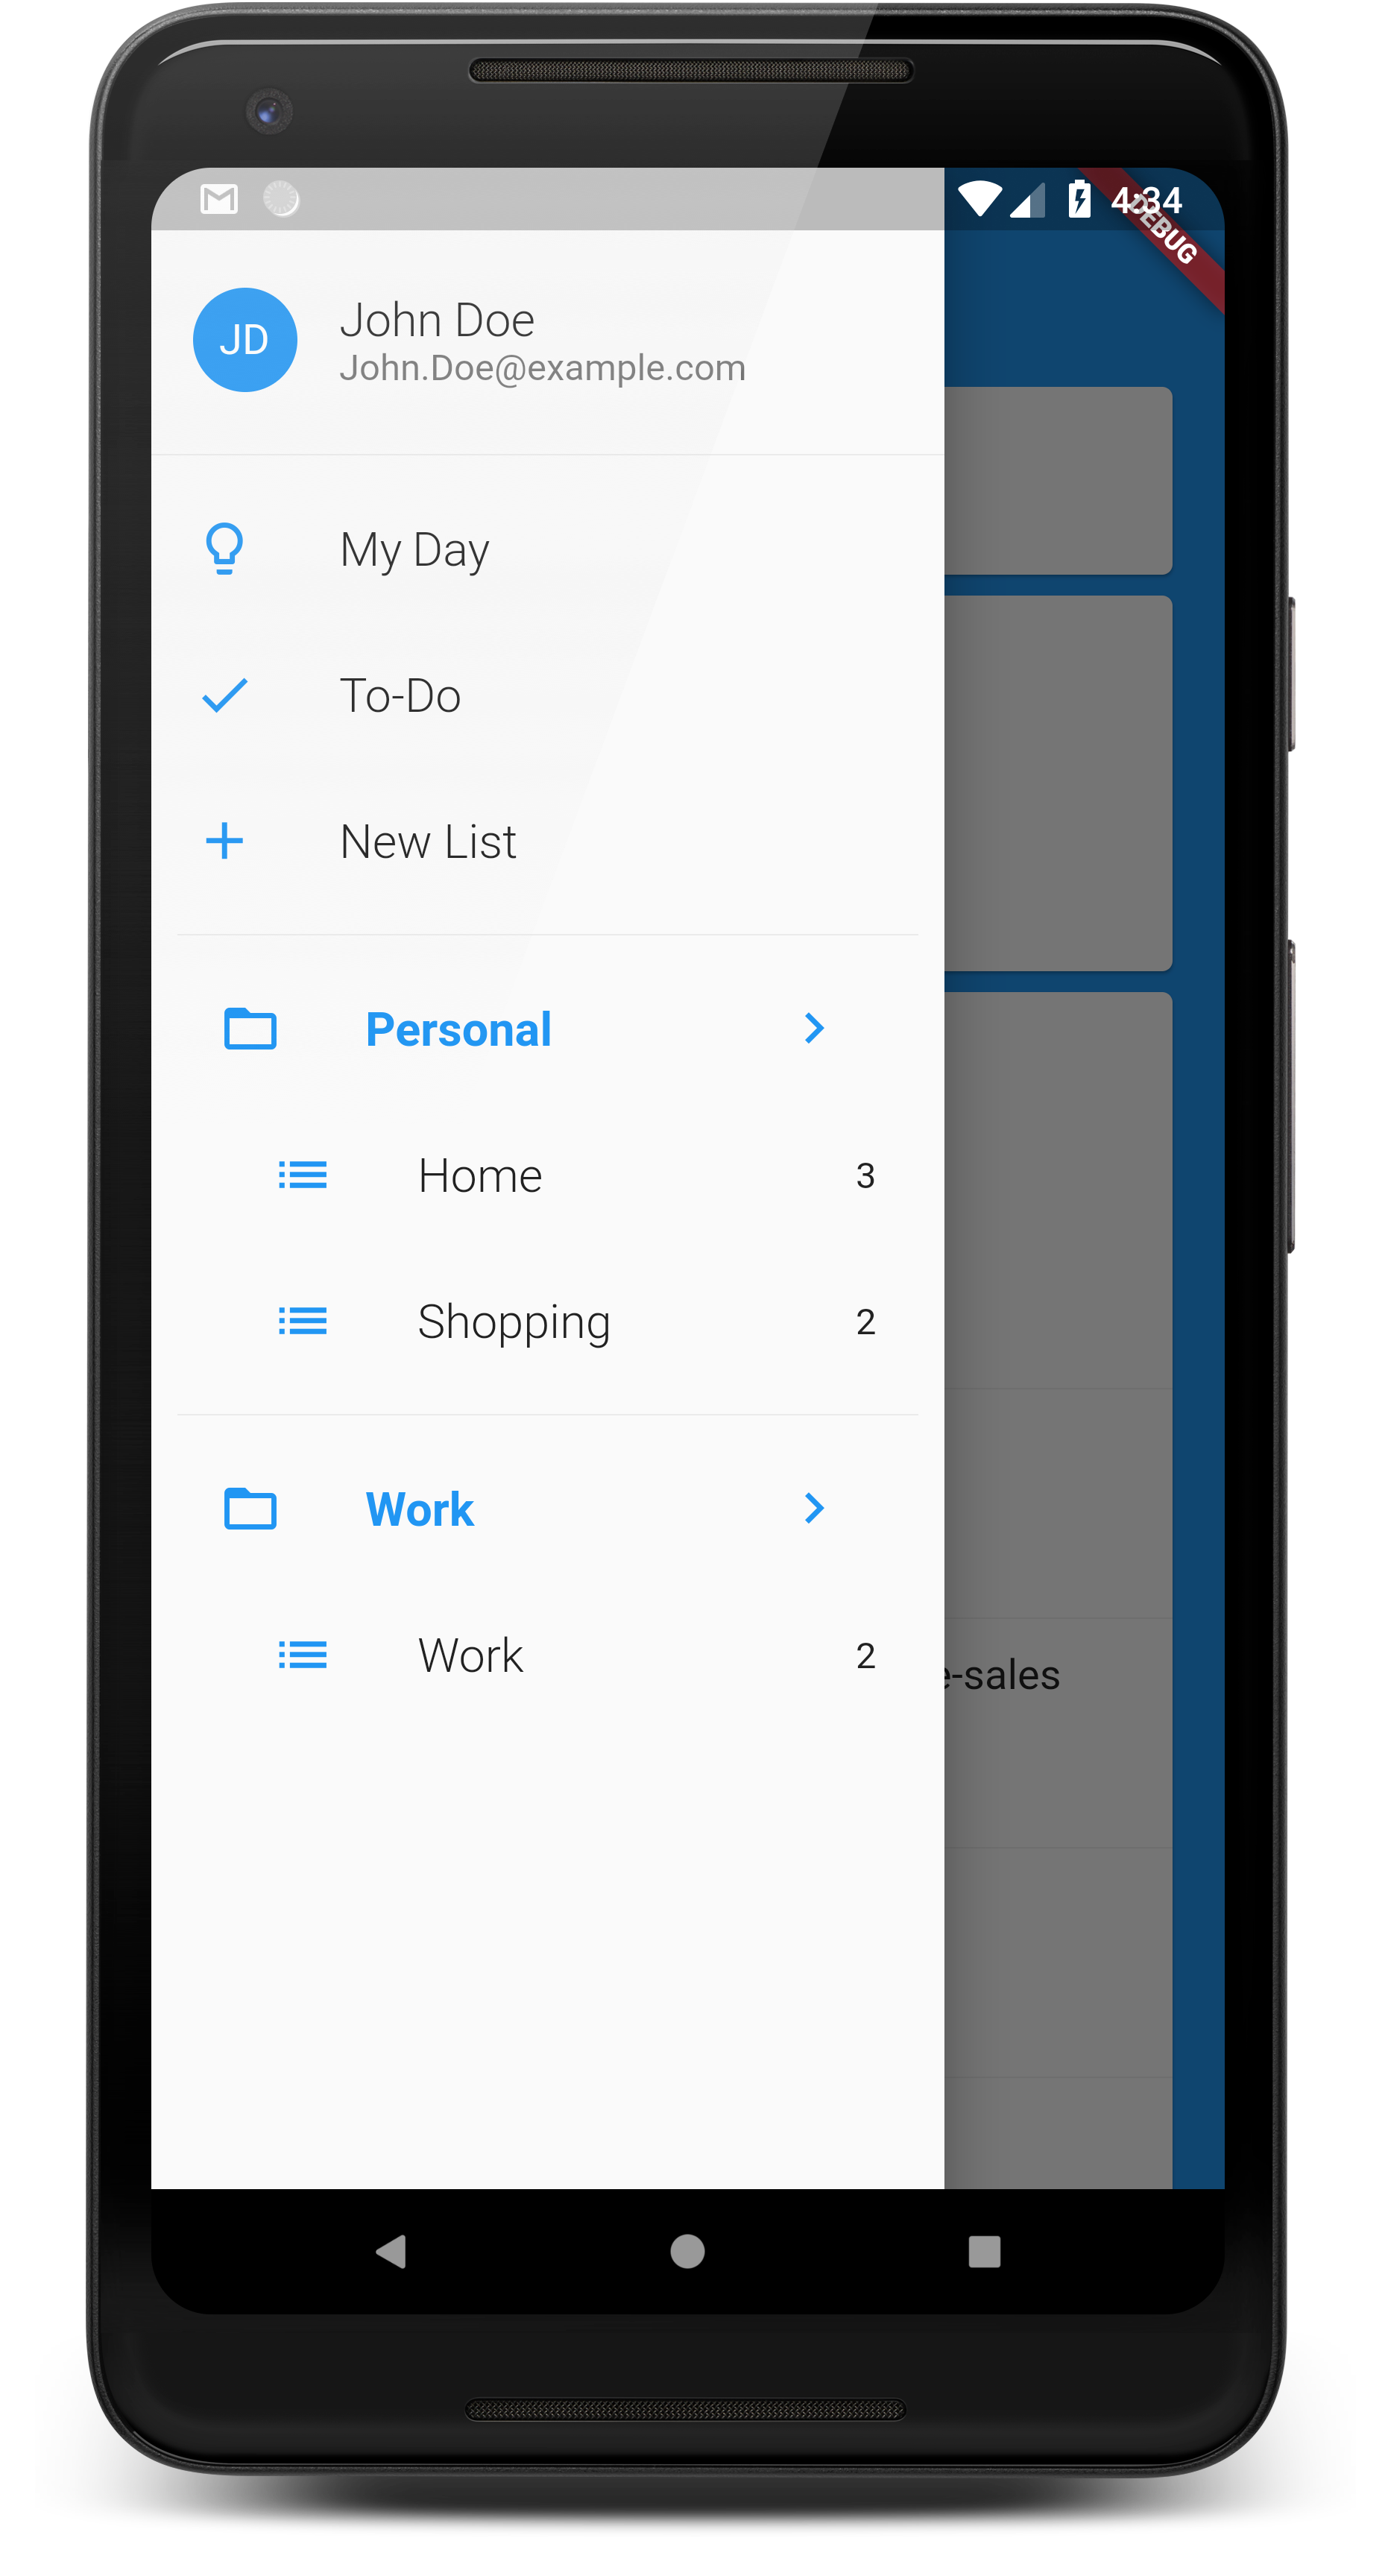 4:34
DEBUG
JD
John Doe
John.Doe@example.com
My Day
To-Do
New List
Personal
Home 3
Shopping 2
Work
Work 2
e-sales